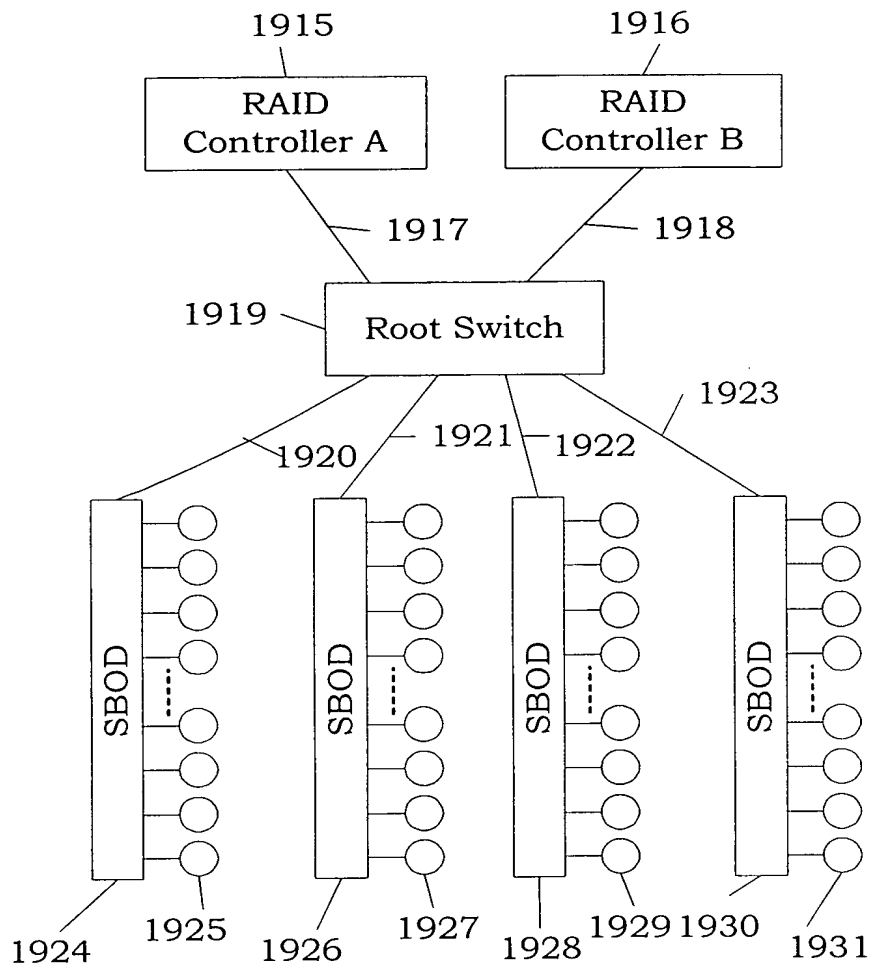 1915
1916
RAID
Controller A
RAID
Controller B
1917
1918
1919
Root Switch
1920
1921
1922
1923
SBOD
SBOD
SBOD
SBOD
1924
1925
1926
1927
1928
1929
1930
1931